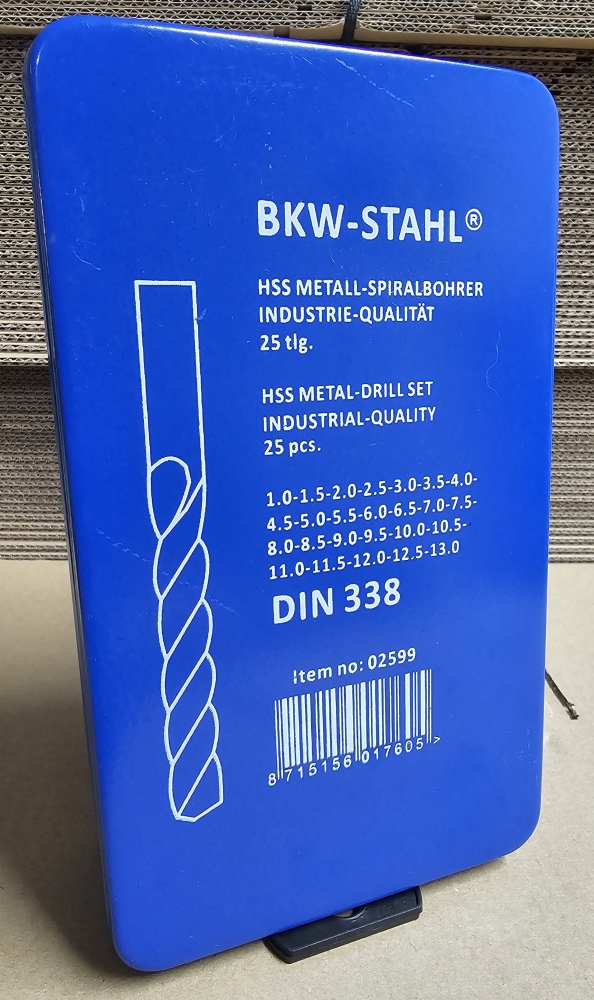 BKW-STAHL®
HSS METALL-SPIRALBOHRER
INDUSTRIE-QUALITÄT
25 tlg.
HSS METAL-DRILL SET
INDUSTRIAL-QUALITY
25 pcs.
1.0-1.5-2.0-2.5-3.0-3.5-4.0-
4.5-5.0-5.5-6.0-6.5-7.0-7.5-
8.0-8.5-9.0-9.5-10.0-10.5-
11.0-11.5-12.0-12.5-13.0
DIN 338
Item no: 02599
8 715156 017605 >